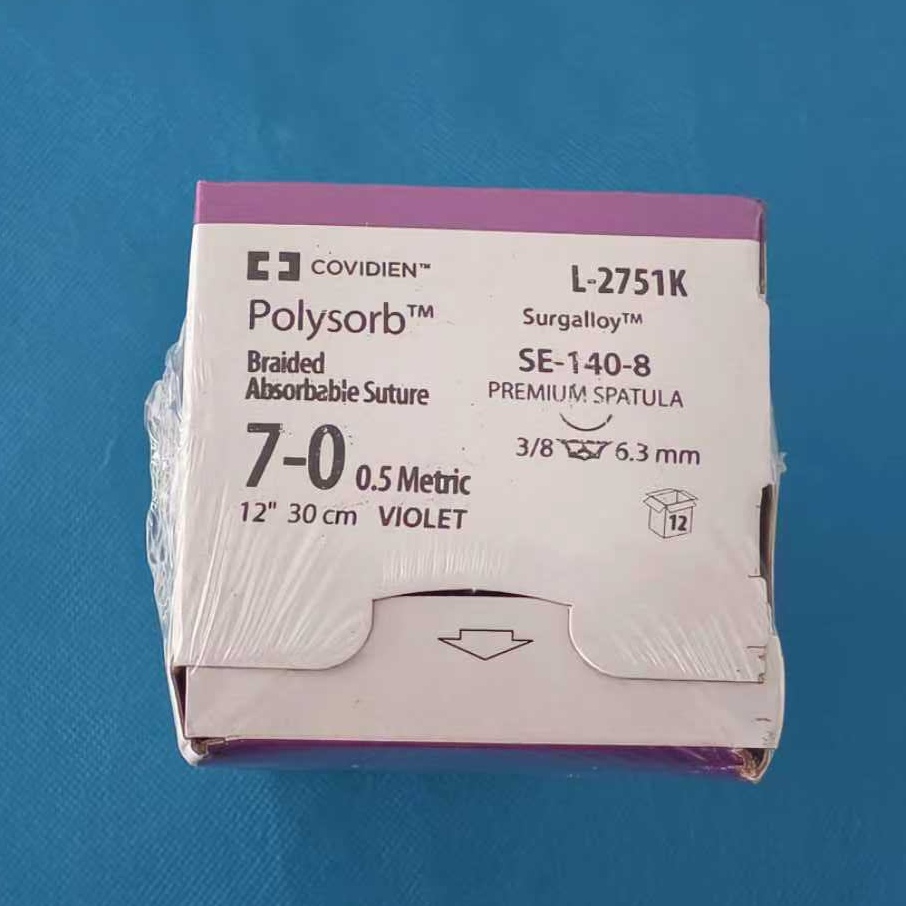 COVIDIEN™
L-2751K
Polysorb™
Surgalloy™
Braided
Absorbable Suture
SE-140-8
PREMIUM SPATULA
7-0 0.5 Metric
3/8 6.3 mm
12" 30 cm VIOLET
12